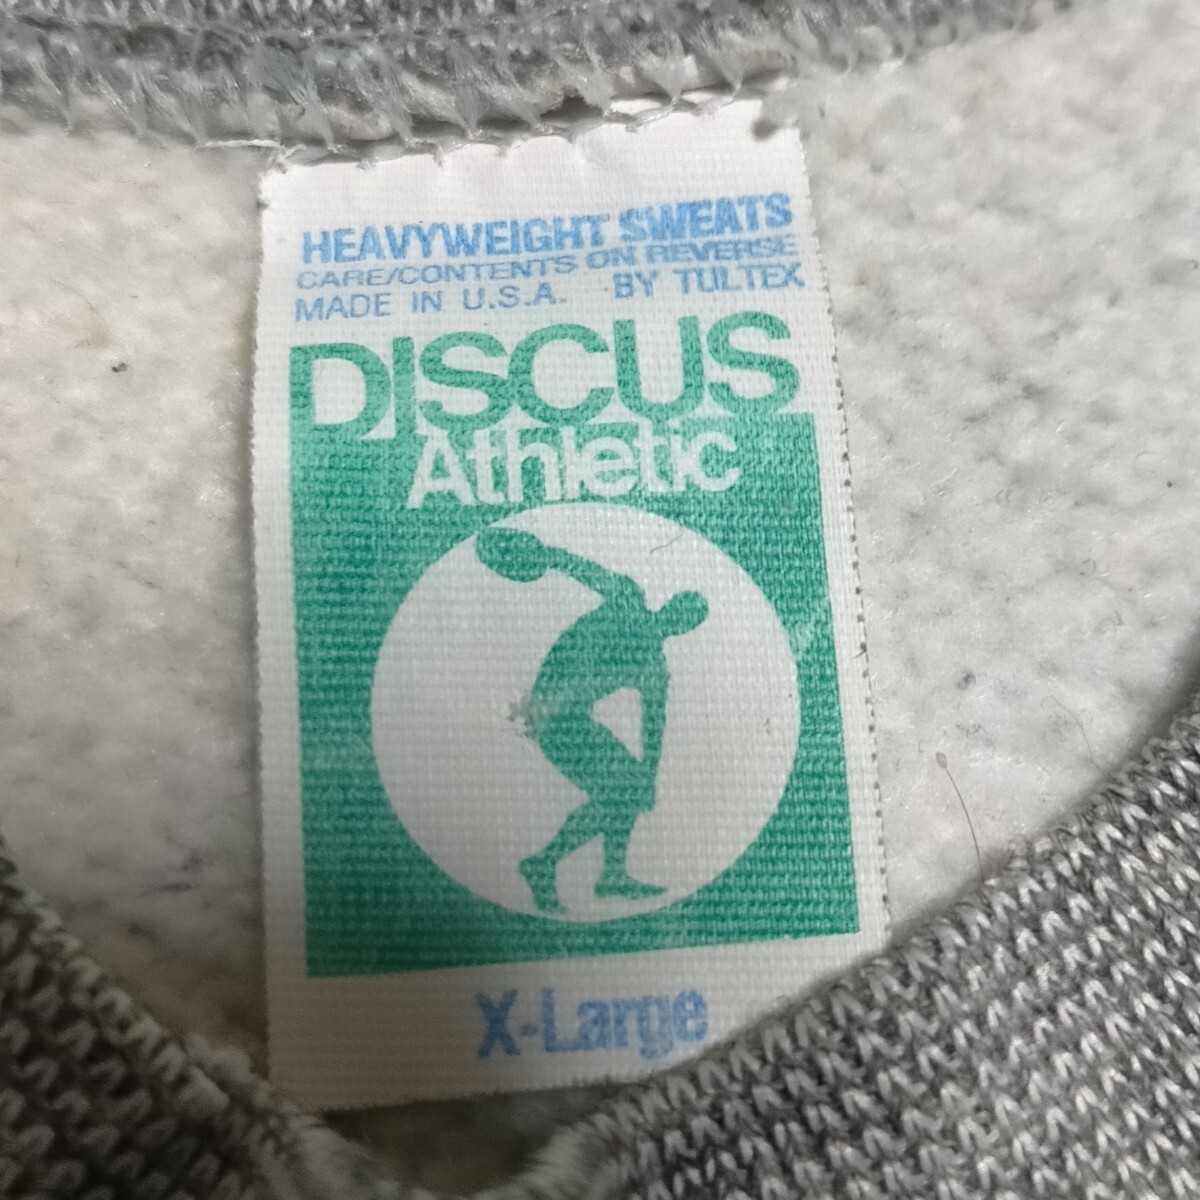 HEAVYWEIGHT SWEATS
CARE/CONTENTS ON REVERSE
MADE IN U.S.A. BY TULTEX
DISCUS
Athletic
X-Large